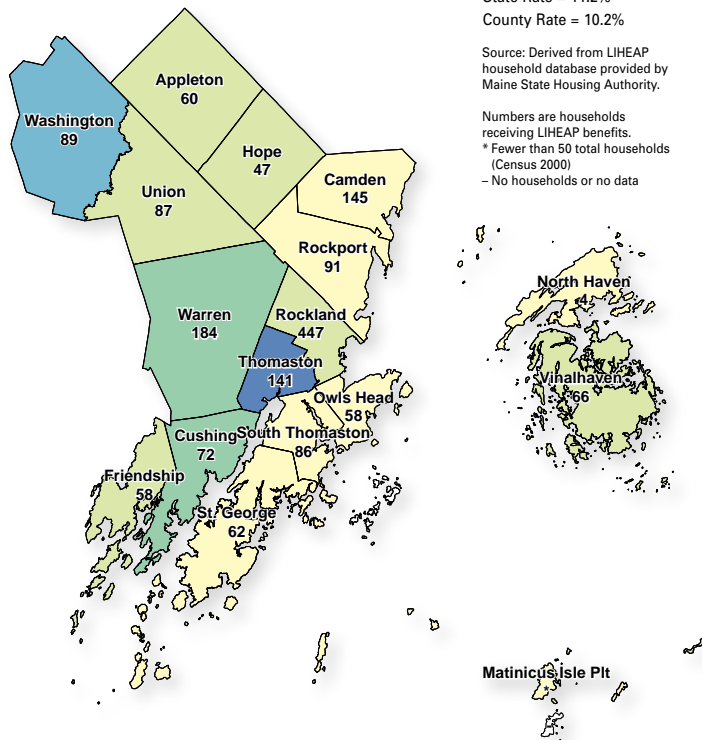 County Rate = 10.2%
Source: Derived from LIHEAP
household database provided by
Maine State Housing Authority.
Numbers are households
receiving LIHEAP benefits.
* Fewer than 50 total households
(Census 2000)
– No households or no data
Appleton
60
Washington
89
Hope
47
Camden
145
Union
87
Rockport
91
North Haven
4
Warren
184
Rockland
447
Thomaston
141
Vinalhaven
66
Owls Head
58
Cushing
72
South Thomaston
86
Friendship
58
St. George
62
Matinicus Isle Plt
*